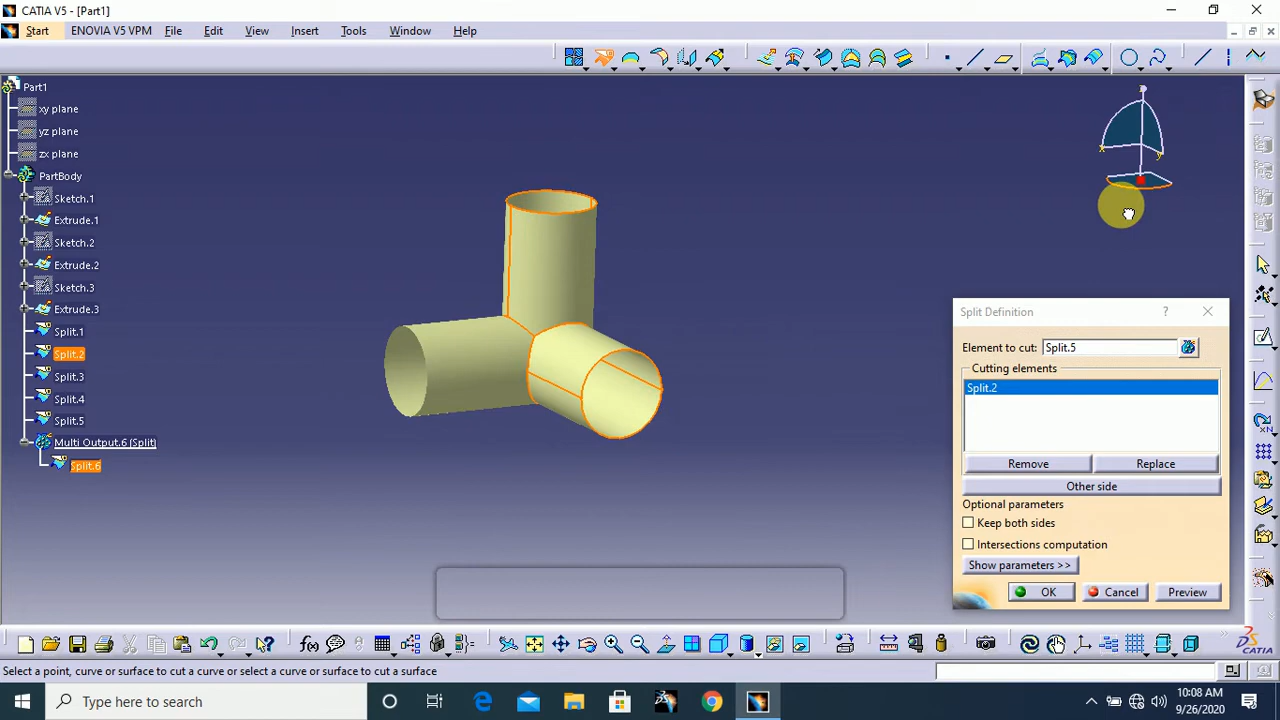 CATIA V5 - [Part1]
Start ENOVIA V5 VPM File Edit View Insert Tools Window Help
Part1
xy plane
yz plane
zx plane
PartBody
Sketch.1
Extrude.1
Sketch.2
Extrude.2
Sketch.3
Extrude.3
Split.1
Split.2
Split.3
Split.4
Split.5
Multi Output.6 (Split)
Split.6
Split Definition
Element to cut: Split.5
Cutting elements
Split.2
Remove Replace
Other side
Optional parameters
Keep both sides
Intersections computation
Show parameters >>
OK Cancel Preview
Select a point, curve or surface to cut a curve or select a curve or surface to cut a surface
Type here to search
10:08 AM
9/26/2020